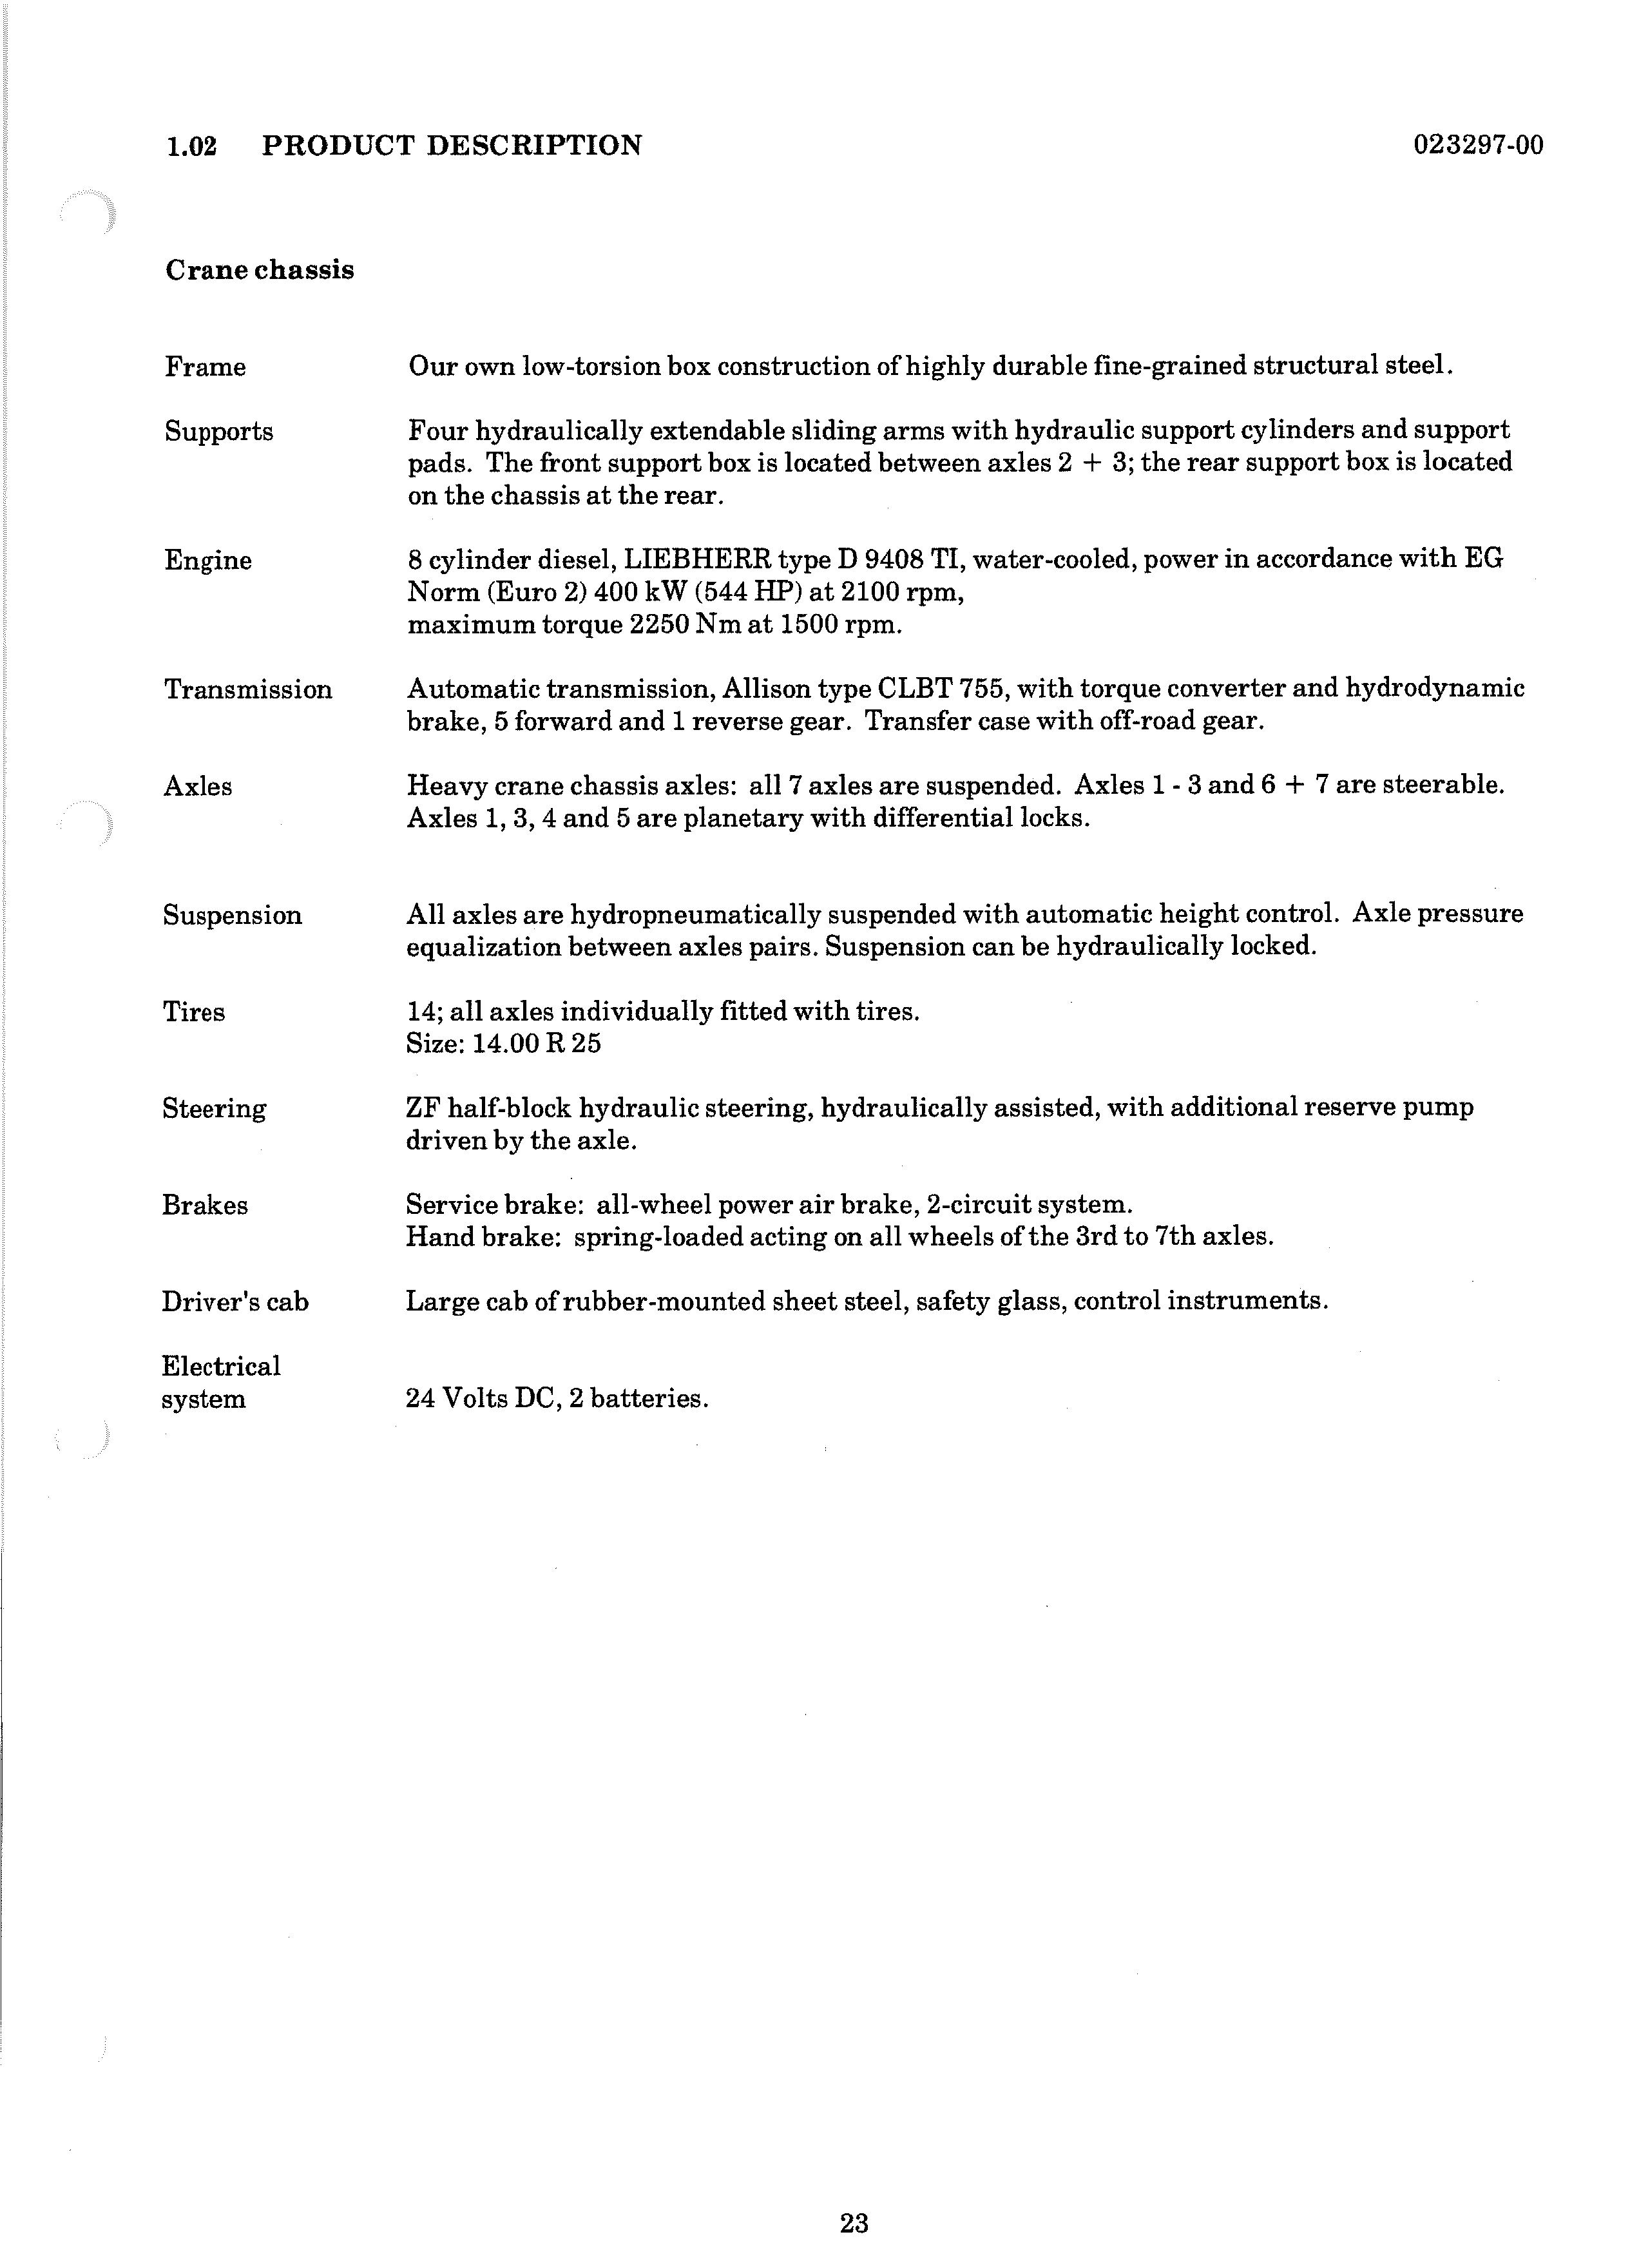 1.02 PRODUCT DESCRIPTION 023297-00
Crane chassis
Frame Our own low-torsion box construction of highly durable fine-grained structural steel.
Supports Four hydraulically extendable sliding arms with hydraulic support cylinders and support
pads. The front support box is located between axles 2 + 3; the rear support box is located
on the chassis at the rear.
Engine 8 cylinder diesel, LIEBHERR type D 9408 TI, water-cooled, power in accordance with EG
Norm (Euro 2) 400 kW (544 HP) at 2100 rpm,
maximum torque 2250 Nm at 1500 rpm.
Transmission Automatic transmission, Allison type CLBT 755, with torque converter and hydrodynamic
brake, 5 forward and 1 reverse gear. Transfer case with off-road gear.
Axles Heavy crane chassis axles: all 7 axles are suspended. Axles 1 - 3 and 6 + 7 are steerable.
Axles 1, 3, 4 and 5 are planetary with differential locks.
Suspension All axles are hydropneumatically suspended with automatic height control. Axle pressure
equalization between axles pairs. Suspension can be hydraulically locked.
Tires 14; all axles individually fitted with tires.
Size: 14.00 R 25
Steering ZF half-block hydraulic steering, hydraulically assisted, with additional reserve pump
driven by the axle.
Brakes Service brake: all-wheel power air brake, 2-circuit system.
Hand brake: spring-loaded acting on all wheels of the 3rd to 7th axles.
Driver's cab Large cab of rubber-mounted sheet steel, safety glass, control instruments.
Electrical
system 24 Volts DC, 2 batteries.
23